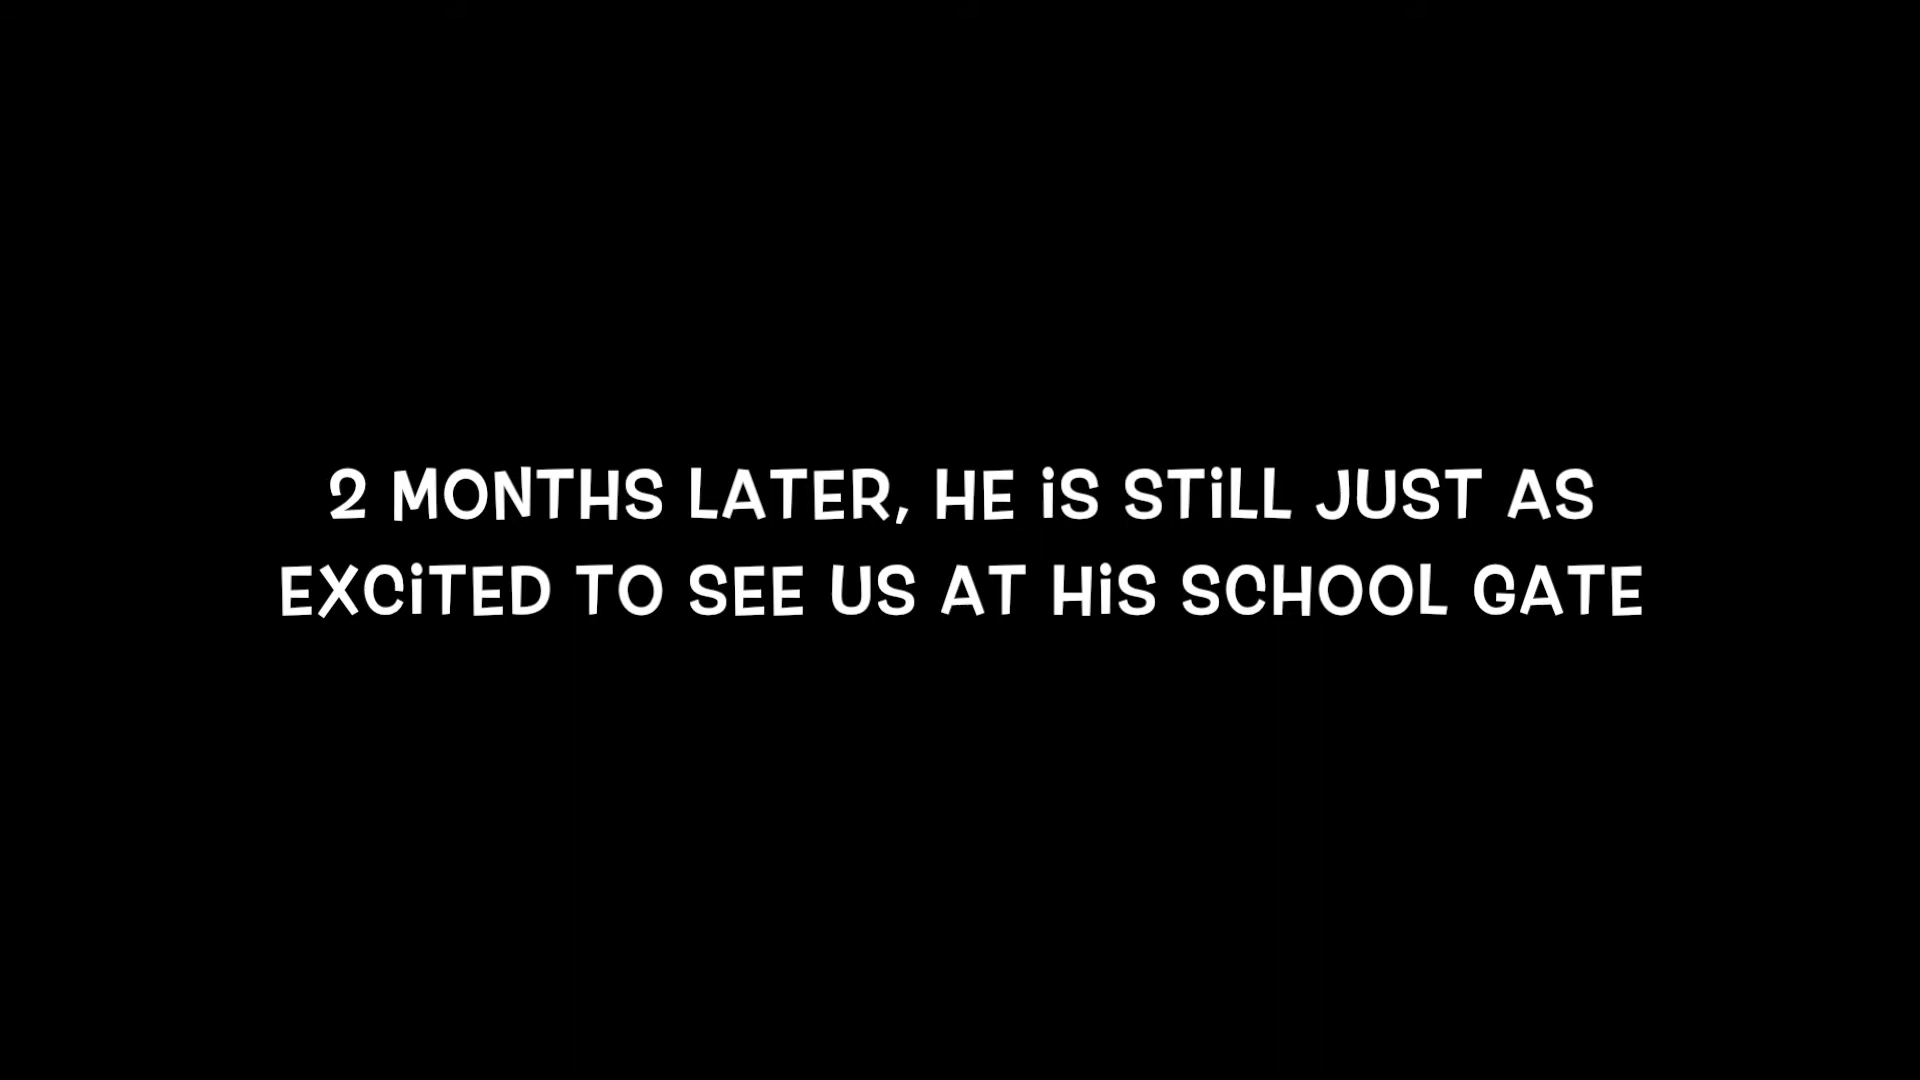 2 MONTHS LATER, HE iS STiLL JUST AS
EXCiTED TO SEE US AT HiS SCHOOL GATE